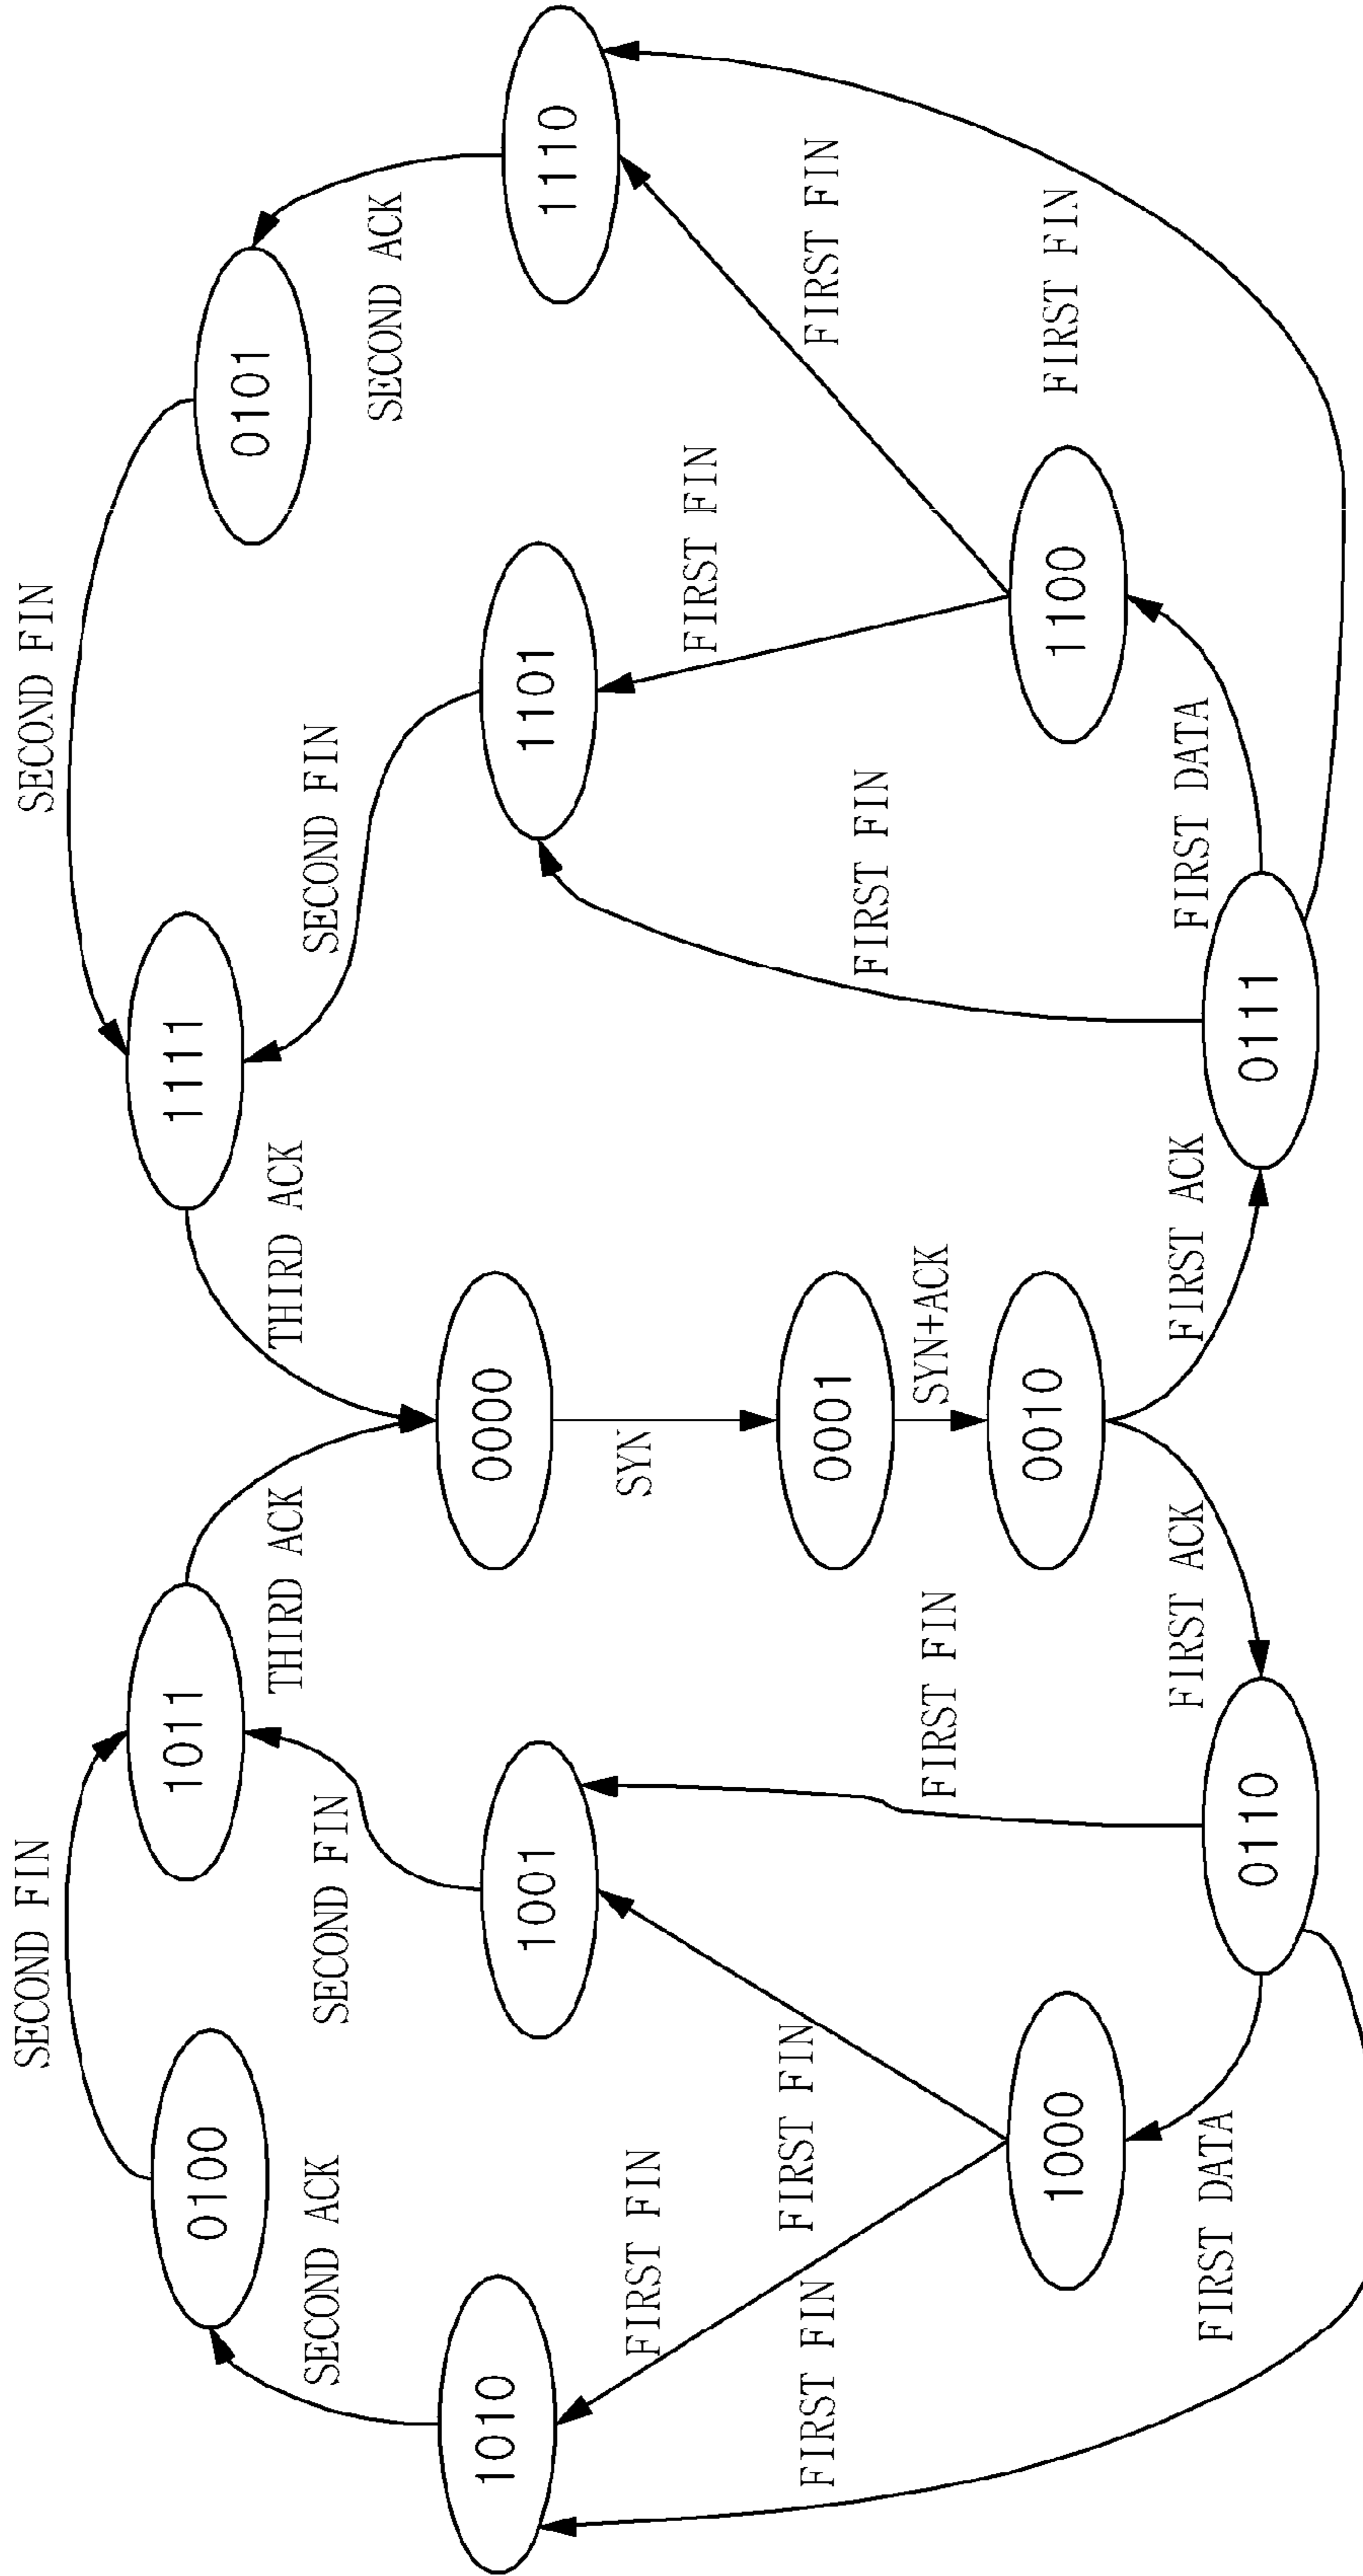 SECOND FIN
SECOND FIN
0100
1011
1111
0101
SECOND ACK
SECOND FIN
THIRD ACK
THIRD ACK
SECOND FIN
SECOND ACK
1010
1001
0000
1101
1110
FIRST FIN
SYN
FIRST FIN
FIRST FIN
FIRST FIN
0001
FIRST FIN
FIRST FIN
FIRST FIN
SYN+ACK
1000
0010
1100
FIRST FIN
FIRST DATA
FIRST ACK
FIRST ACK
FIRST DATA
0110
0111